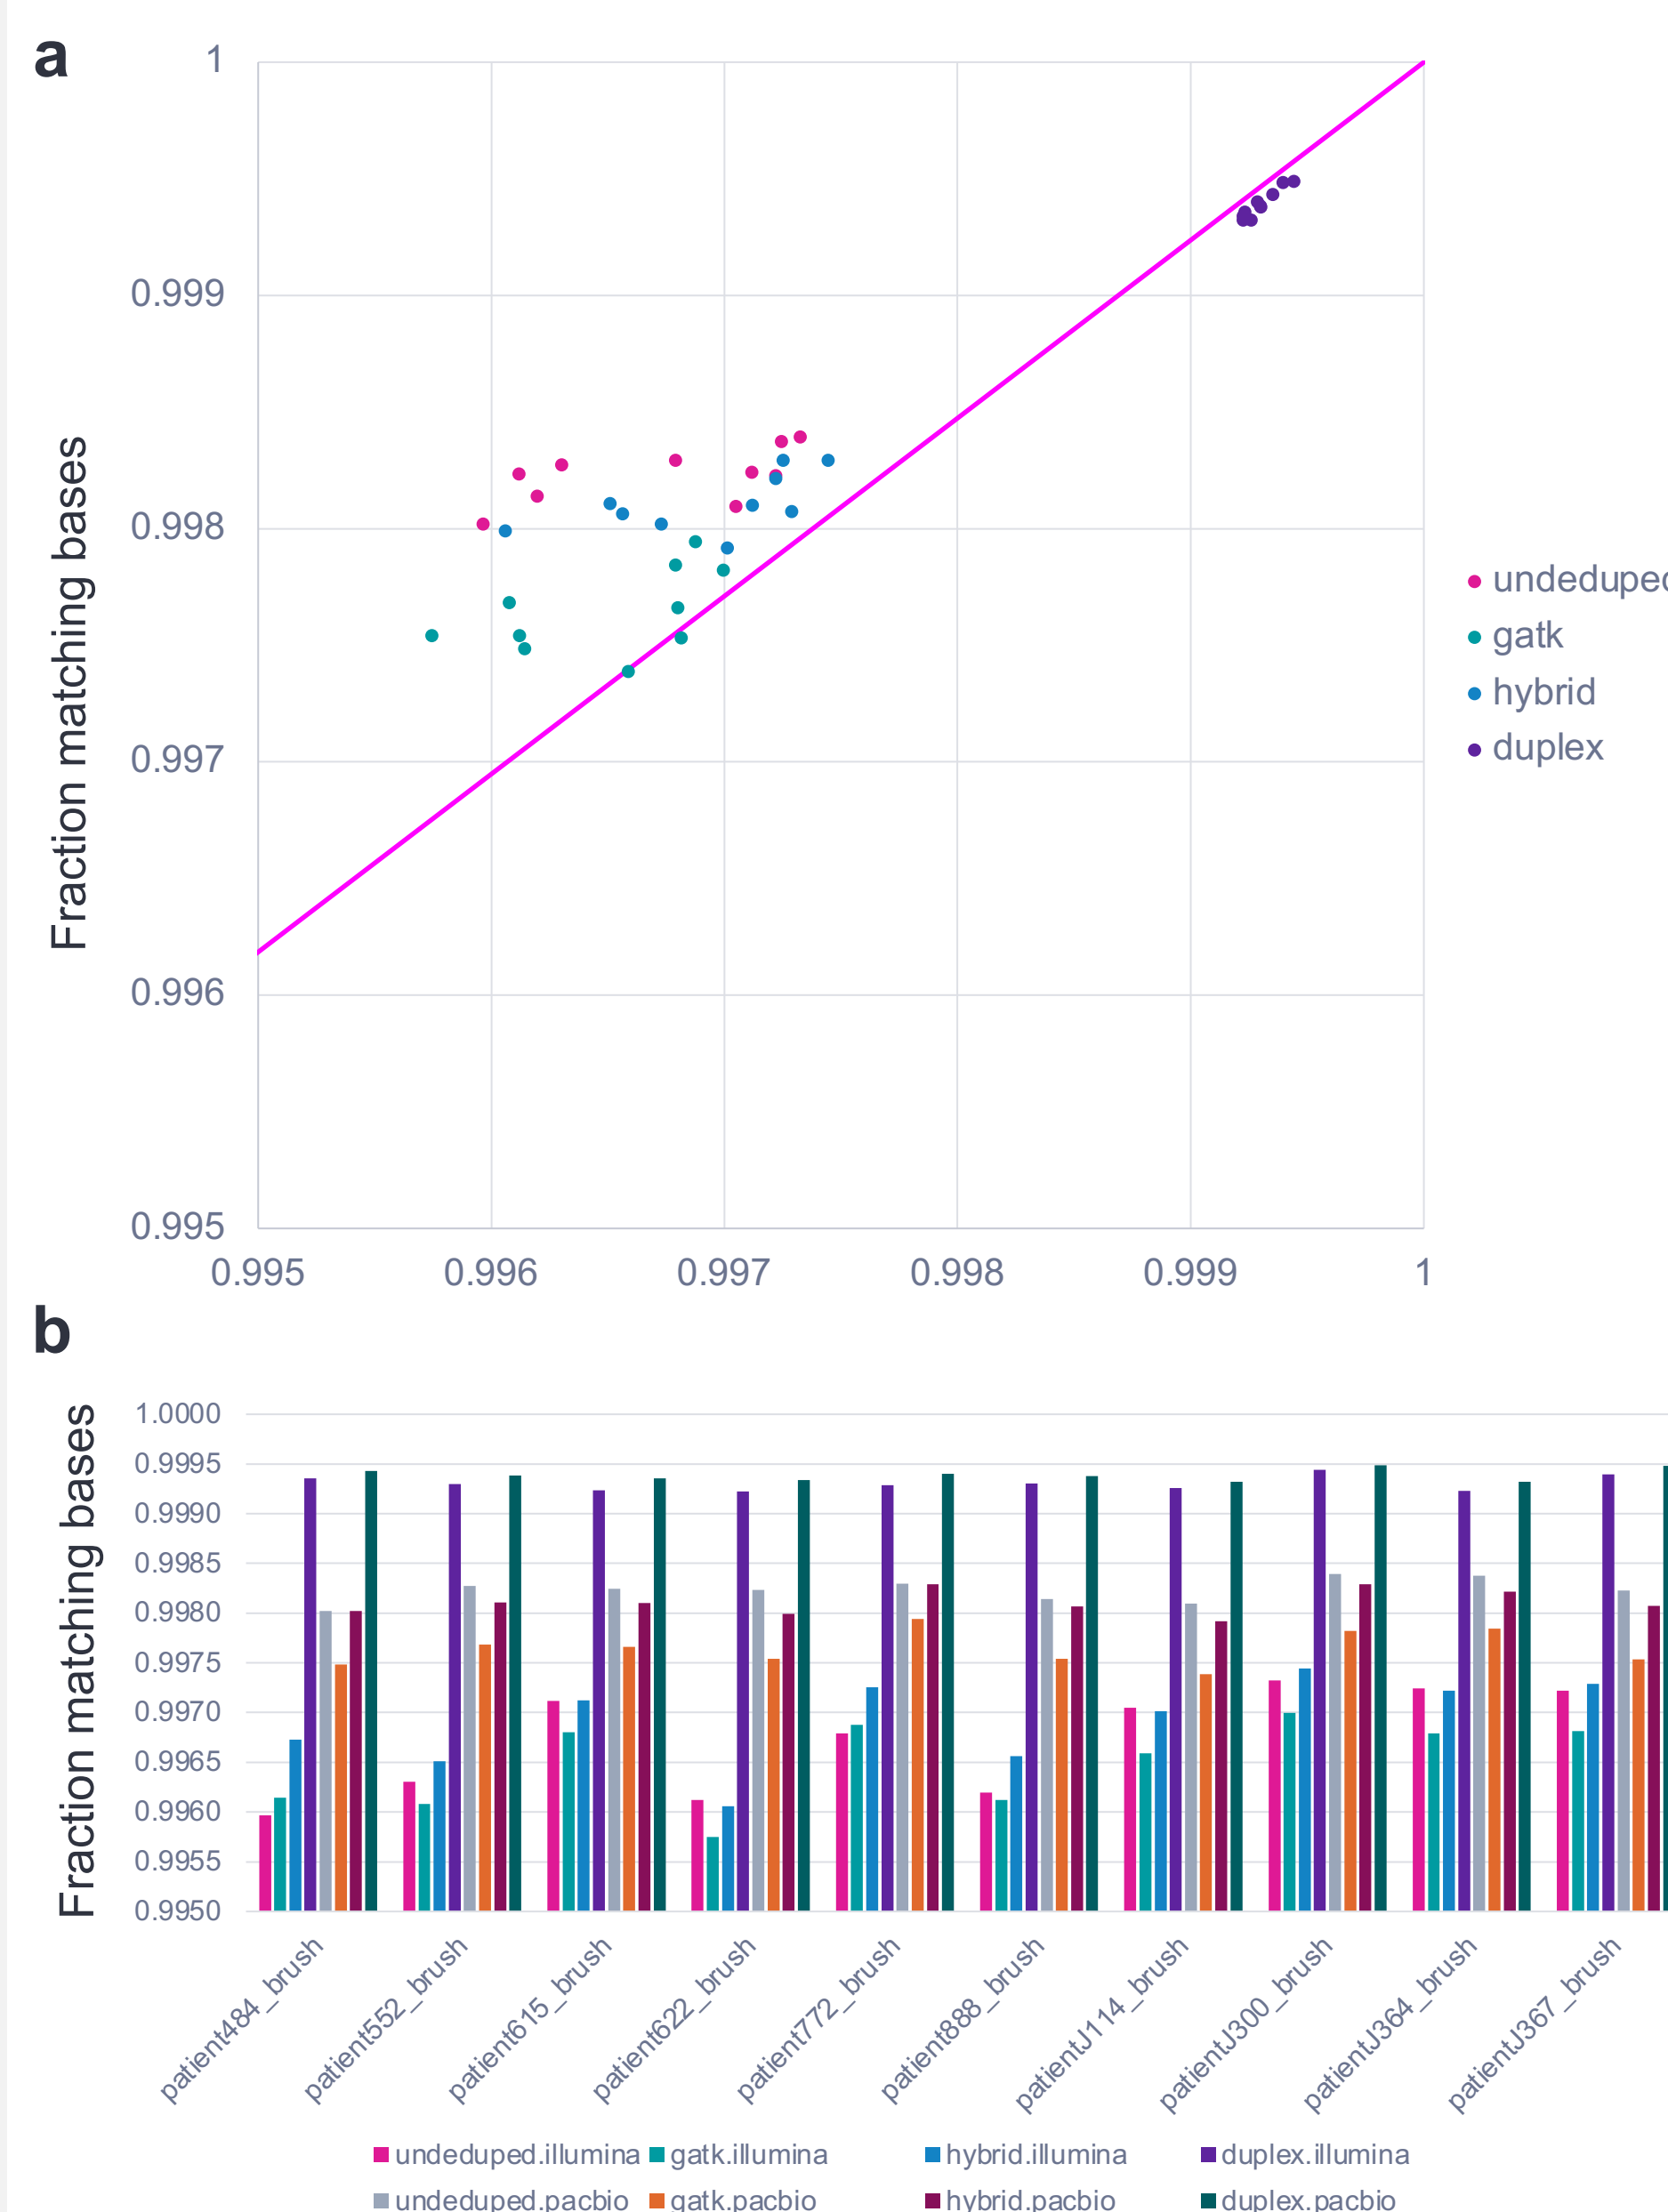 a
1
0.999
0.998
0.997
0.996
0.995
Fraction matching bases
0.995 0.996 0.997 0.998 0.999 1
gatk
hybrid
duplex
b
Fraction matching bases
1.0000
0.9995
0.9990
0.9985
0.9980
0.9975
0.9970
0.9965
0.9960
0.9955
0.9950
patient484_brush
patient552_brush
patient615_brush
patient622_brush
patient772_brush
patient888_brush
patientJ114_brush
patientJ300_brush
patientJ364_brush
patientJ367_brush
undeduped.illumina gatk.illumina hybrid.illumina duplex.illumina
undeduped.pacbio gatk.pacbio hybrid.pacbio duplex.pacbio